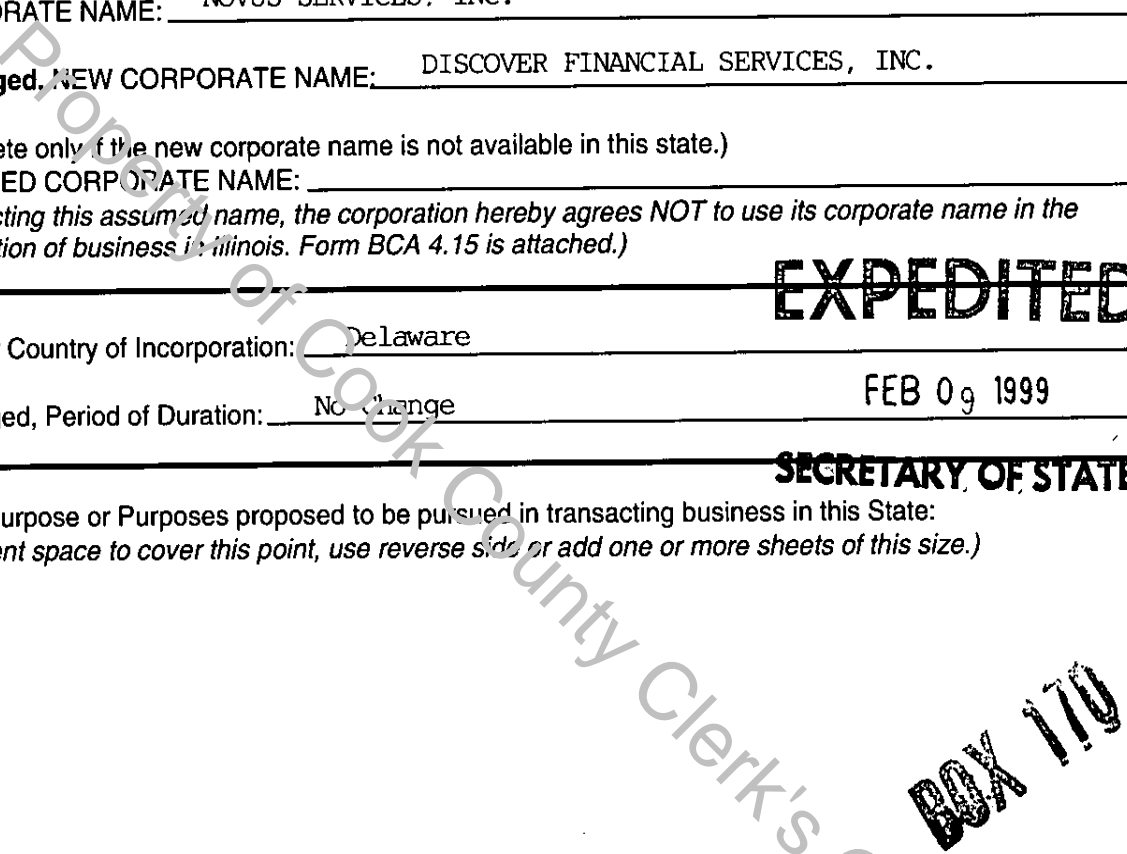 RATE NAME: NOVUS SERVICES, INC.
ged, NEW CORPORATE NAME: DISCOVER FINANCIAL SERVICES, INC.
ete only if the new corporate name is not available in this state.)
ED CORPORATE NAME:
cting this assumed name, the corporation hereby agrees NOT to use its corporate name in the
tion of business in Illinois. Form BCA 4.15 is attached.)
EXPEDITED
Country of Incorporation: Delaware
FEB 09 1999
ged, Period of Duration: No Change
SECRETARY OF STATE
urpose or Purposes proposed to be pursued in transacting business in this State:
ent space to cover this point, use reverse side or add one or more sheets of this size.)
BOX 170
Property of Cook County Clerk's